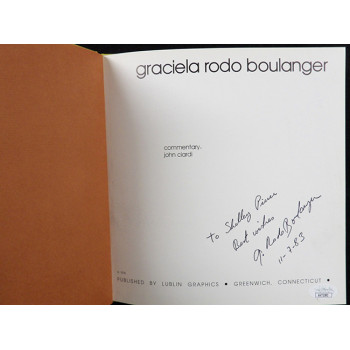 graciela rodo boulanger
commentary:
john ciardi
To Shelley
Best wishes
G. Rodo Boulanger
11-7-83
PUBLISHED BY LUBLIN GRAPHICS • GREENWICH, CONNECTICUT •